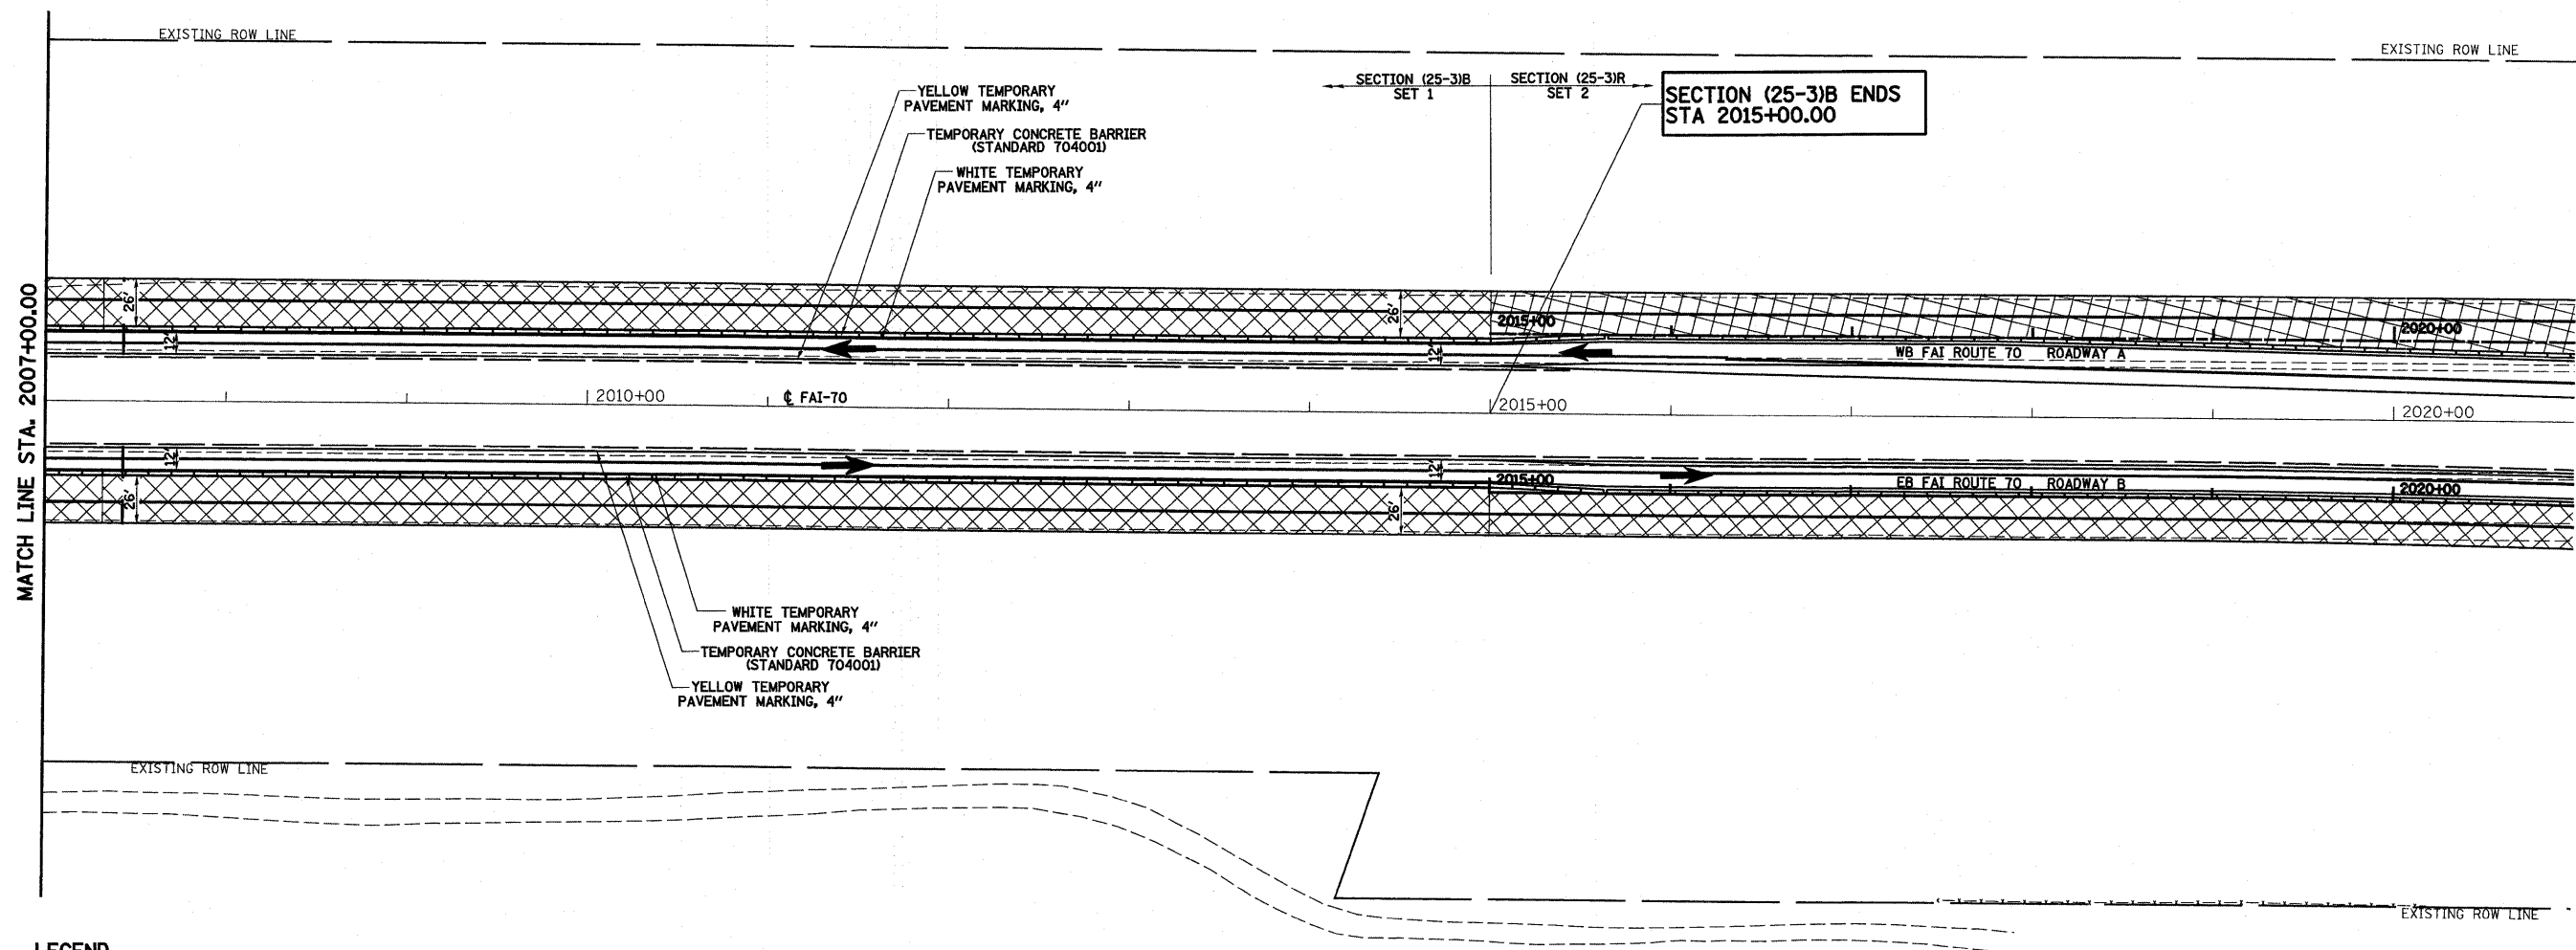 EXISTING ROW LINE
EXISTING ROW LINE
SECTION (25-3)B
SET 1
SECTION (25-3)R
SET 2
SECTION (25-3)B ENDS
STA 2015+00.00
YELLOW TEMPORARY
PAVEMENT MARKING, 4"
TEMPORARY CONCRETE BARRIER
(STANDARD 704001)
WHITE TEMPORARY
PAVEMENT MARKING, 4"
MATCH LINE STA. 2007+00.00
26'
26'
2015+00
2020+00
12'
12'
WB FAI ROUTE 70 ROADWAY A
2010+00
℄ FAI-70
2015+00
2020+00
12'
12'
2015+00
EB FAI ROUTE 70 ROADWAY B
2020+00
26'
26'
WHITE TEMPORARY
PAVEMENT MARKING, 4"
TEMPORARY CONCRETE BARRIER
(STANDARD 704001)
YELLOW TEMPORARY
PAVEMENT MARKING, 4"
EXISTING ROW LINE
EXISTING ROW LINE
LEGEND